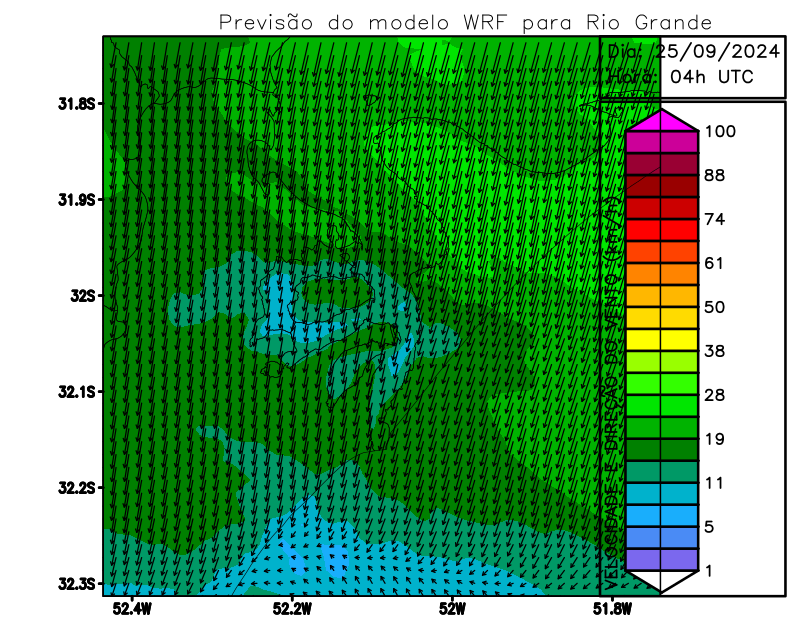 Previsão do modelo WRF para Rio Grande
Dia: 25/09/2024
Hora: 04h UTC
31.8S
31.9S
32S
32.1S
32.2S
32.3S
52.4W
52.2W
52W
51.8W
VELOCIDADE E DIREÇÃO DO VENTO (km/h)
100
88
74
61
50
38
28
19
11
5
1